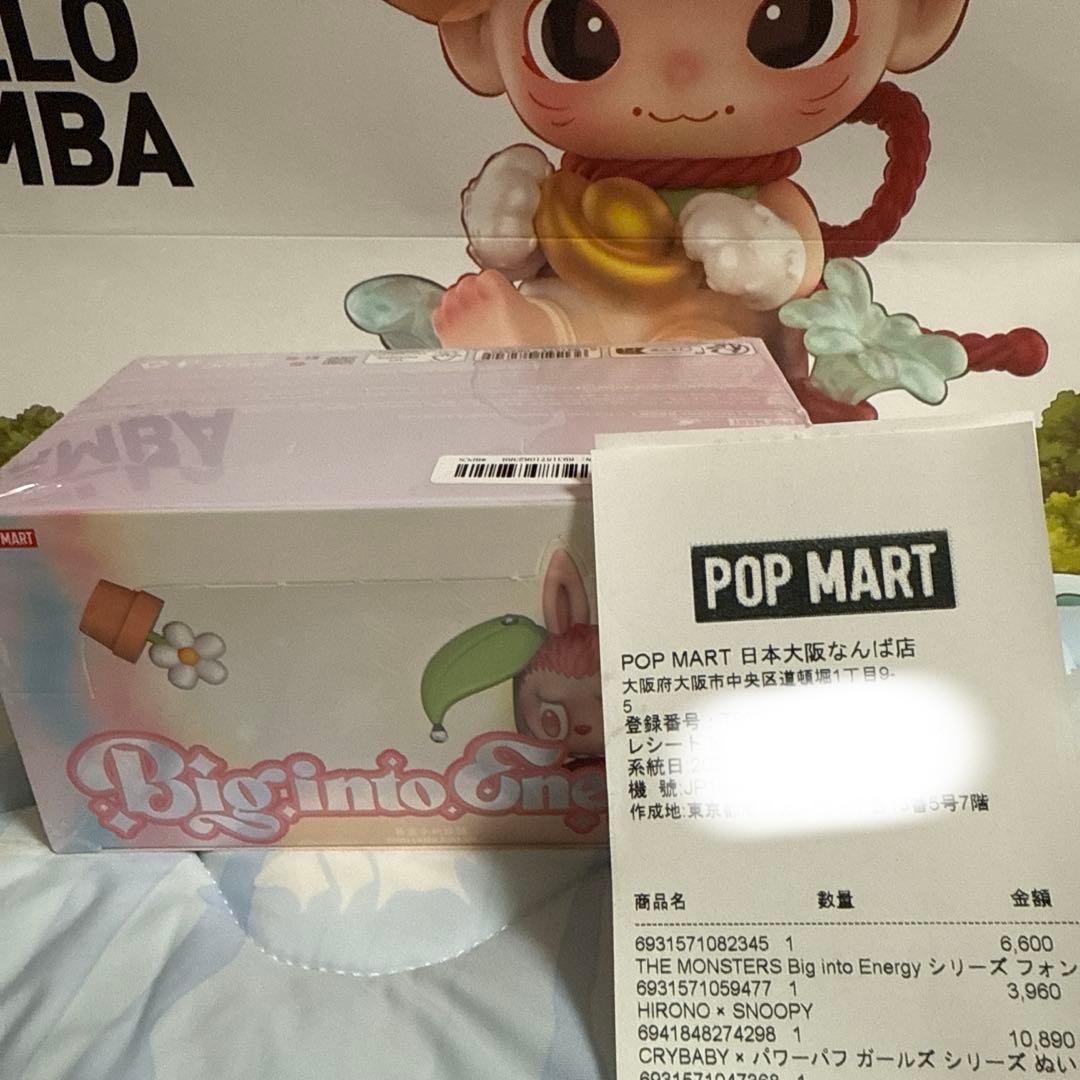 LLO
MBA
MART
Big into Ene
POP MART
POP MART 日本大阪なんば店
大阪府大阪市中央区道頓堀1丁目9-
5
登録番号
レシート
系統日:20
機 號:JP
作成地:東京都 番5号7階
商品名 数量 金額
6931571082345 1 6,600
THE MONSTERS Big into Energy シリーズ フォン
6931571059477 1 3,960
HIRONO × SNOOPY
6941848274298 1 10,890
CRYBABY × パワーパフ ガールズ シリーズ ぬい